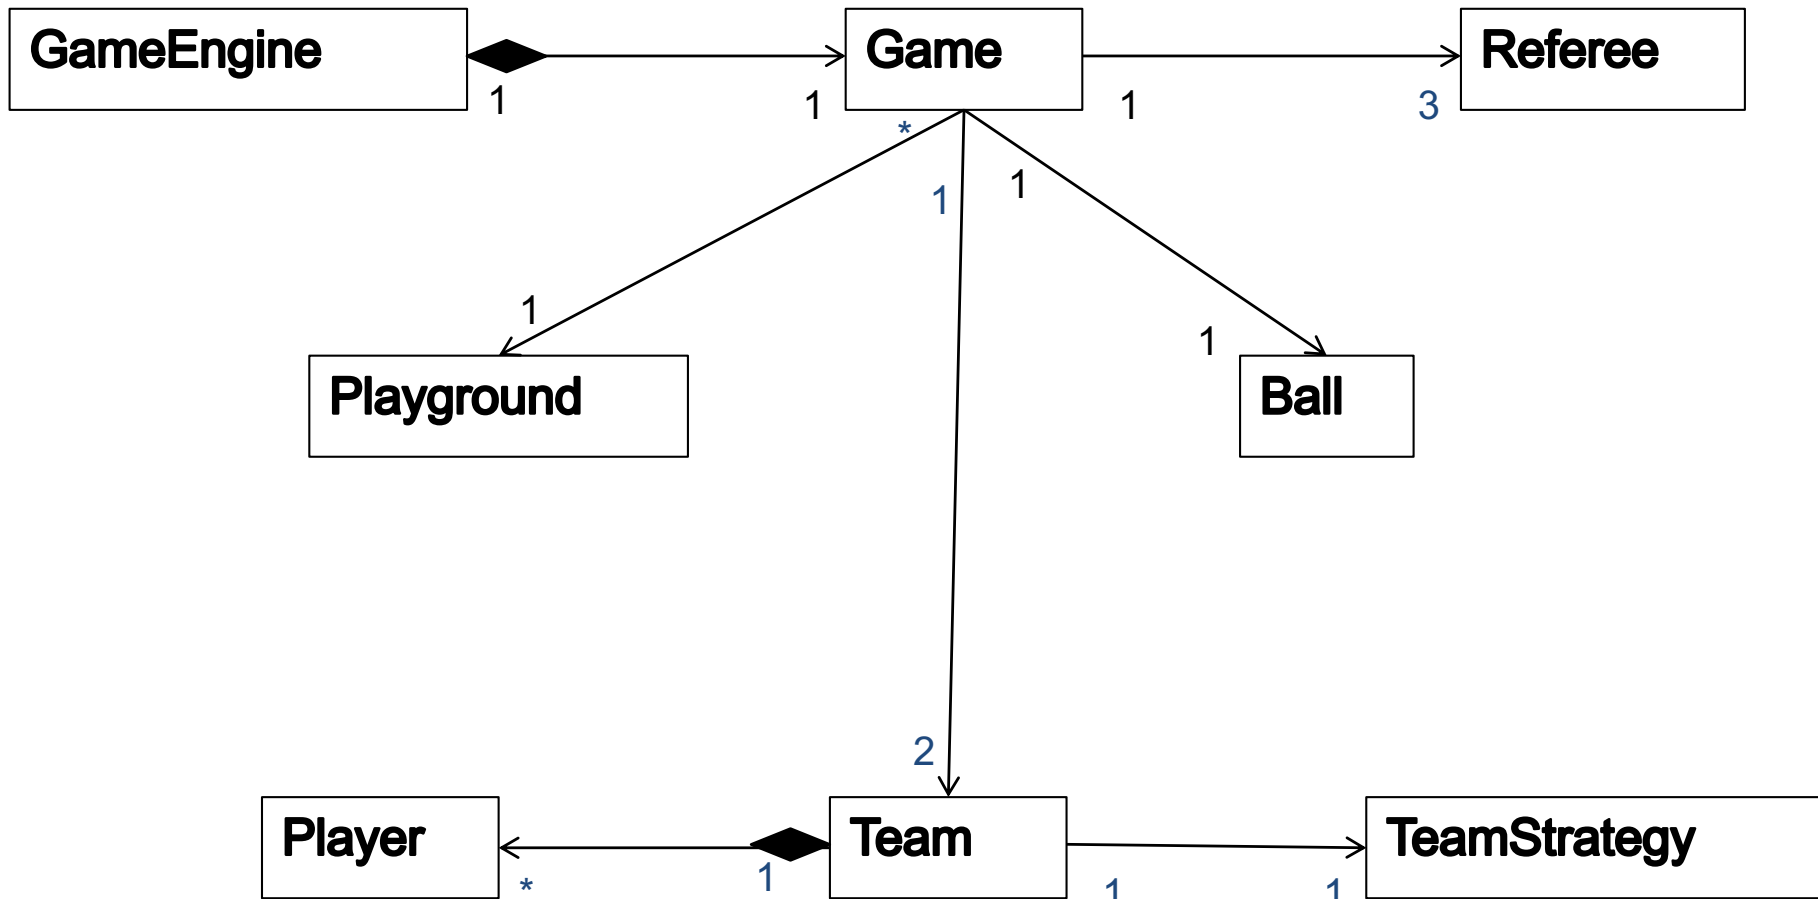 GameEngine
Game
Referee
1
1
1
3
*
1
1
1
1
Playground
Ball
2
Player
Team
TeamStrategy
*
1
1
1